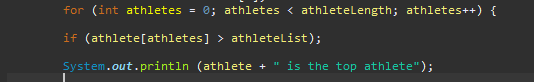 for (int athletes = 0; athletes < athleteLength; athletes++) {
if (athlete[athletes] > athleteList);
System.out.println (athlete + " is the top athlete");